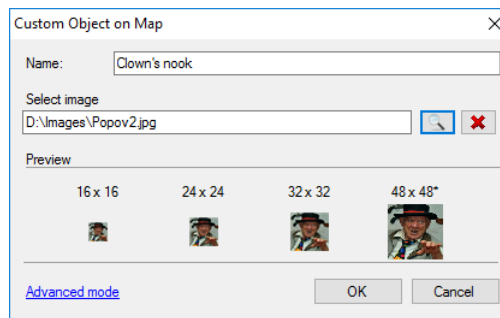 Custom Object on Map
Name: Clown's nook
Select image
D:\Images\Popov2.jpg
Preview
16 x 16 24 x 24 32 x 32 48 x 48*
Advanced mode OK Cancel